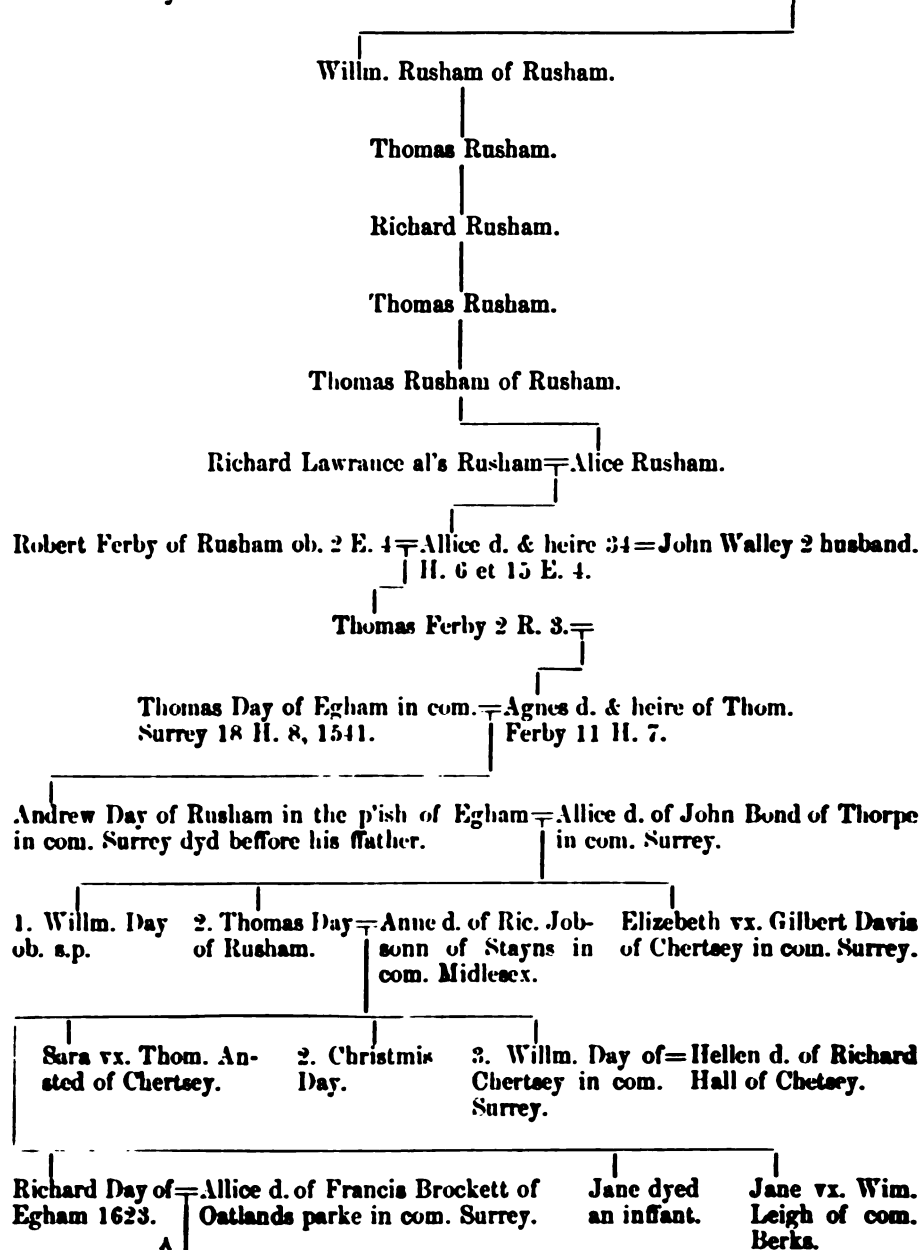 Willm. Rusham of Rusham.
Thomas Rusham.
Richard Rusham.
Thomas Rusham.
Thomas Rusham of Rusham.
Richard Lawrance al's Rusham=Alice Rusham.
Robert Ferby of Rusham ob. 2 E. 4=Allice d. & heire 34=John Walley 2 husband.
H. 6 et 15 E. 4.
Thomas Ferby 2 R. 3.=
Thomas Day of Egham in com.=Agnes d. & heire of Thom.
Surrey 18 H. 8, 1541. Ferby 11 H. 7.
Andrew Day of Rusham in the p'ish of Egham=Allice d. of John Bond of Thorpe
in com. Surrey dyd beffore his ffather. in com. Surrey.
1. Willm. Day 2. Thomas Day=Anne d. of Ric. Job- Elizebeth vx. Gilbert Davis
ob. s.p. of Rusham. sonn of Stayns in of Chertsey in com. Surrey.
com. Midlesex.
Sara vx. Thom. An- 2. Christmis 3. Willm. Day of=Hellen d. of Richard
sted of Chertsey. Day. Chertsey in com. Hall of Chetsey.
Surrey.
Richard Day of=Allice d. of Francis Brockett of Jane dyed Jane vx. Wim.
Egham 1623. Oatlands parke in com. Surrey. an inffant. Leigh of com.
A Berks.